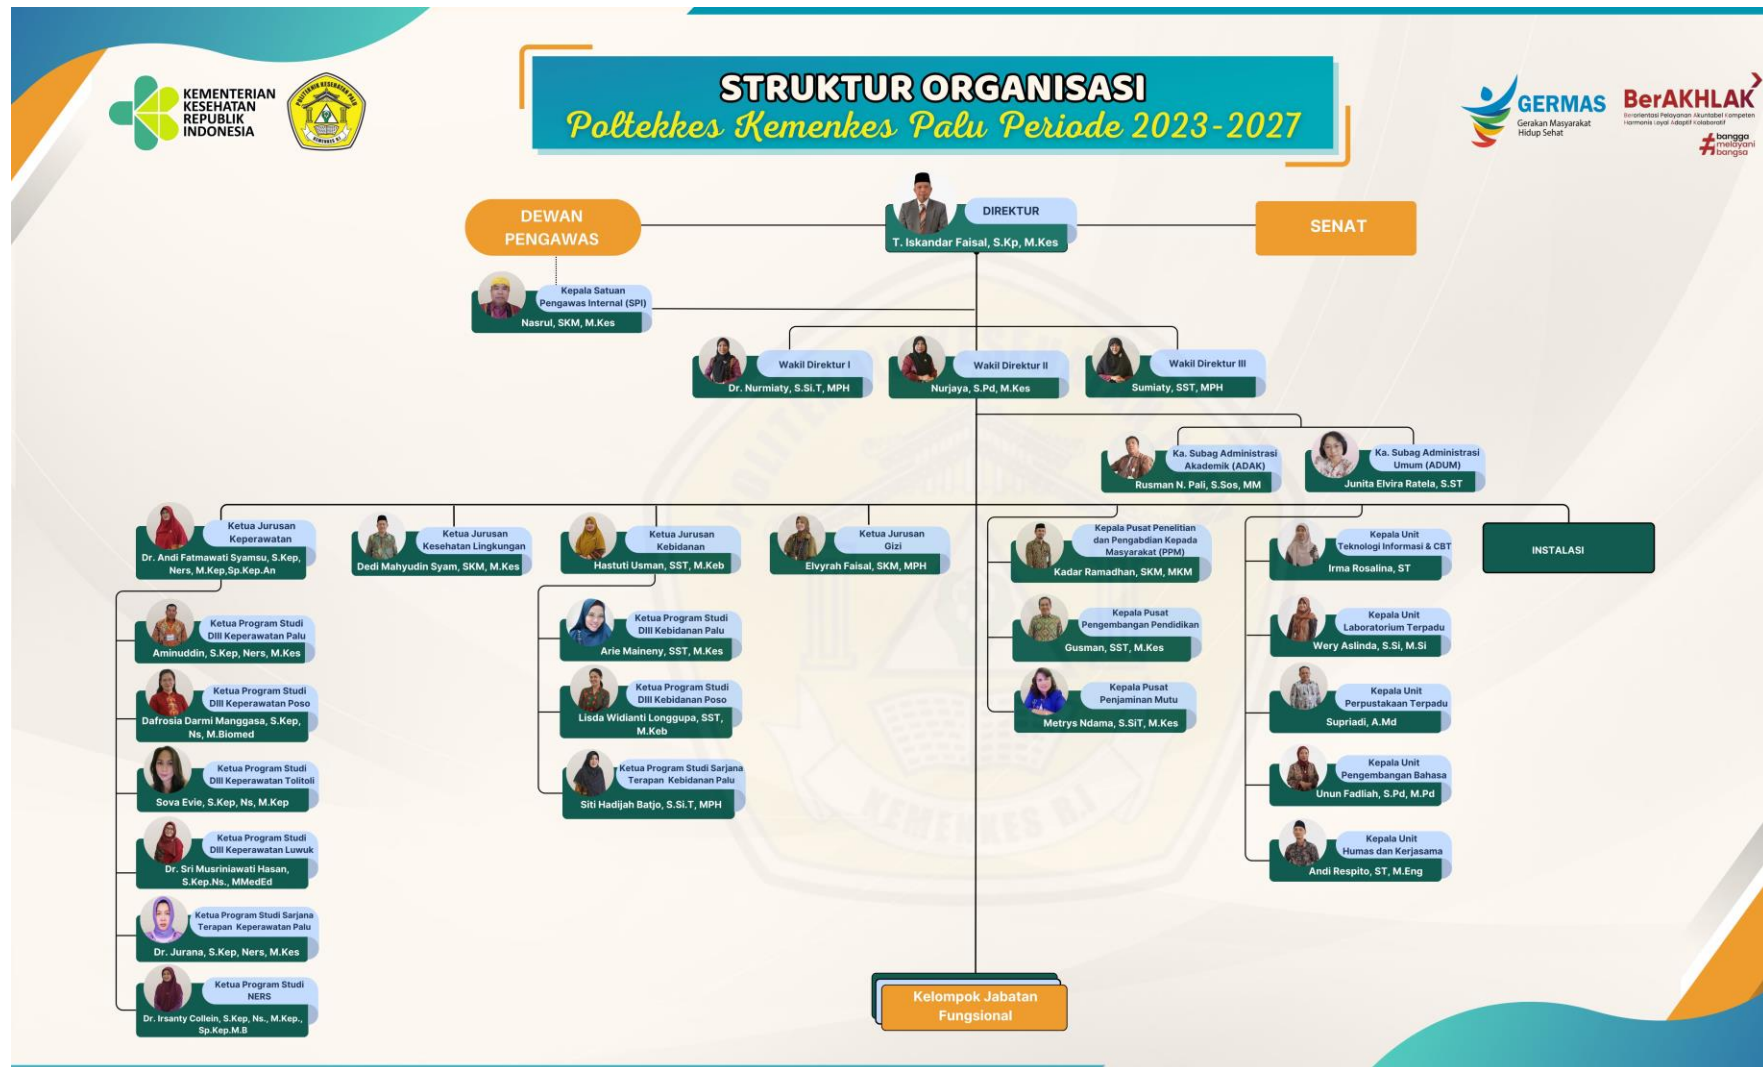 KEMENTERIAN
KESEHATAN
REPUBLIK
INDONESIA
POLITEKNIK KESEHATAN PALU
KEMENKES R.I
STRUKTUR ORGANISASI
Poltekkes Kemenkes Palu Periode 2023-2027
GERMAS
Gerakan Masyarakat
Hidup Sehat
BerAKHLAK
Berorientasi Pelayanan Akuntabel Kompeten
Harmonis Loyal Adaptif Kolaboratif
#bangga
melayani
bangsa
DEWAN
PENGAWAS
DIREKTUR
T. Iskandar Faisal, S.Kp, M.Kes
SENAT
Kepala Satuan
Pengawas Internal (SPI)
Nasrul, SKM, M.Kes
Wakil Direktur I
Dr. Nurmiaty, S.Si.T, MPH
Wakil Direktur II
Nurjaya, S.Pd, M.Kes
Wakil Direktur III
Sumiaty, SST, MPH
Ka. Subag Administrasi
Akademik (ADAK)
Rusman N. Pali, S.Sos, MM
Ka. Subag Administrasi
Umum (ADUM)
Junita Elvira Ratela, S.ST
Ketua Jurusan
Keperawatan
Dr. Andi Fatmawati Syamsu, S.Kep,
Ners, M.Kep,Sp.Kep.An
Ketua Jurusan
Kesehatan Lingkungan
Dedi Mahyudin Syam, SKM, M.Kes
Ketua Jurusan
Kebidanan
Hastuti Usman, SST, M.Keb
Ketua Jurusan
Gizi
Elvyrah Faisal, SKM, MPH
Kepala Pusat Penelitian
dan Pengabdian Kepada
Masyarakat (PPM)
Kadar Ramadhan, SKM, MKM
Kepala Unit
Teknologi Informasi & CBT
Irma Rosalina, ST
INSTALASI
Ketua Program Studi
DIII Keperawatan Palu
Aminuddin, S.Kep, Ners, M.Kes
Ketua Program Studi
DIII Keperawatan Poso
Dafrosia Darmi Manggasa, S.Kep,
Ns, M.Biomed
Ketua Program Studi
DIII Keperawatan Tolitoli
Sova Evie, S.Kep, Ns, M.Kep
Ketua Program Studi
DIII Keperawatan Luwuk
Dr. Sri Musriniawati Hasan,
S.Kep.Ns., MMedEd
Ketua Program Studi Sarjana
Terapan Keperawatan Palu
Dr. Jurana, S.Kep, Ners, M.Kes
Ketua Program Studi
NERS
Dr. Irsanty Collein, S.Kep, Ns., M.Kep.,
Sp.Kep.M.B
Ketua Program Studi
DIII Kebidanan Palu
Arie Maineny, SST, M.Kes
Ketua Program Studi
DIII Kebidanan Poso
Lisda Widianti Longgupa, SST,
M.Keb
Ketua Program Studi Sarjana
Terapan Kebidanan Palu
Siti Hadijah Batjo, S.Si.T, MPH
Kepala Pusat
Pengembangan Pendidikan
Gusman, SST, M.Kes
Kepala Pusat
Penjaminan Mutu
Metrys Ndama, S.SiT, M.Kes
Kepala Unit
Laboratorium Terpadu
Wery Aslinda, S.Si, M.Si
Kepala Unit
Perpustakaan Terpadu
Supriadi, A.Md
Kepala Unit
Pengembangan Bahasa
Unun Fadliah, S.Pd, M.Pd
Kepala Unit
Humas dan Kerjasama
Andi Respito, ST, M.Eng
Kelompok Jabatan
Fungsional